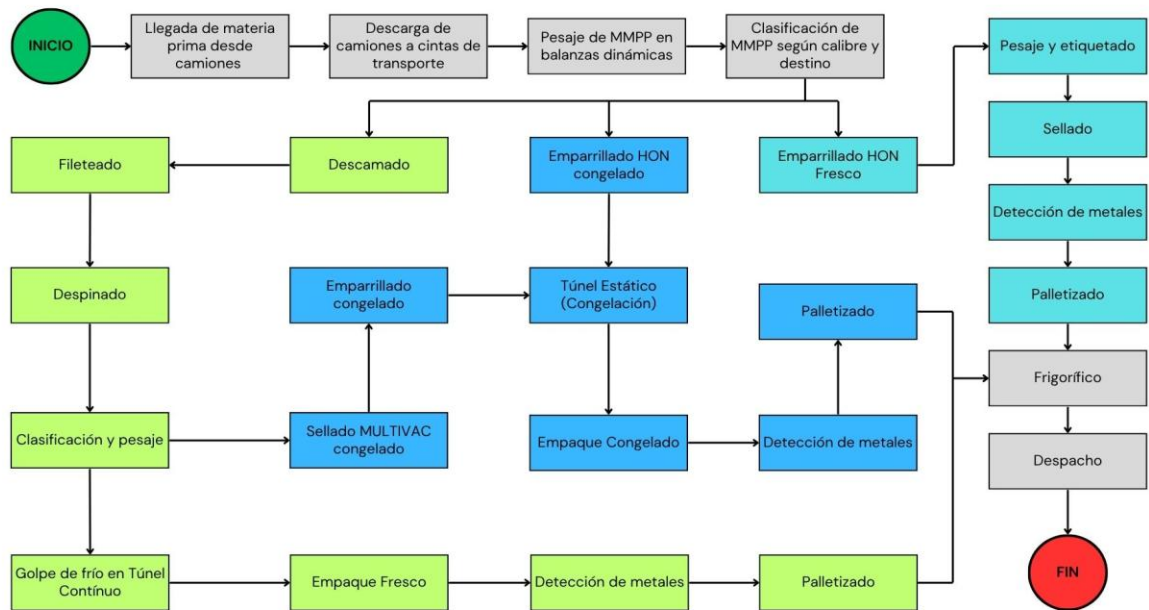 INICIO
Llegada de materia
prima desde
camiones
Descarga de
camiones a cintas de
transporte
Pesaje de MMPP en
balanzas dinámicas
Clasificación de
MMPP según calibre y
destino
Pesaje y etiquetado
Sellado
Fileteado
Descamado
Emparrillado HON
congelado
Emparrillado HON
Fresco
Detección de metales
Despinado
Emparrillado
congelado
Túnel Estático
(Congelación)
Palletizado
Palletizado
Frigorífico
Clasificación y pesaje
Sellado MULTIVAC
congelado
Empaque Congelado
Detección de metales
Despacho
Golpe de frío en Túnel
Contínuo
Empaque Fresco
Detección de metales
Palletizado
FIN